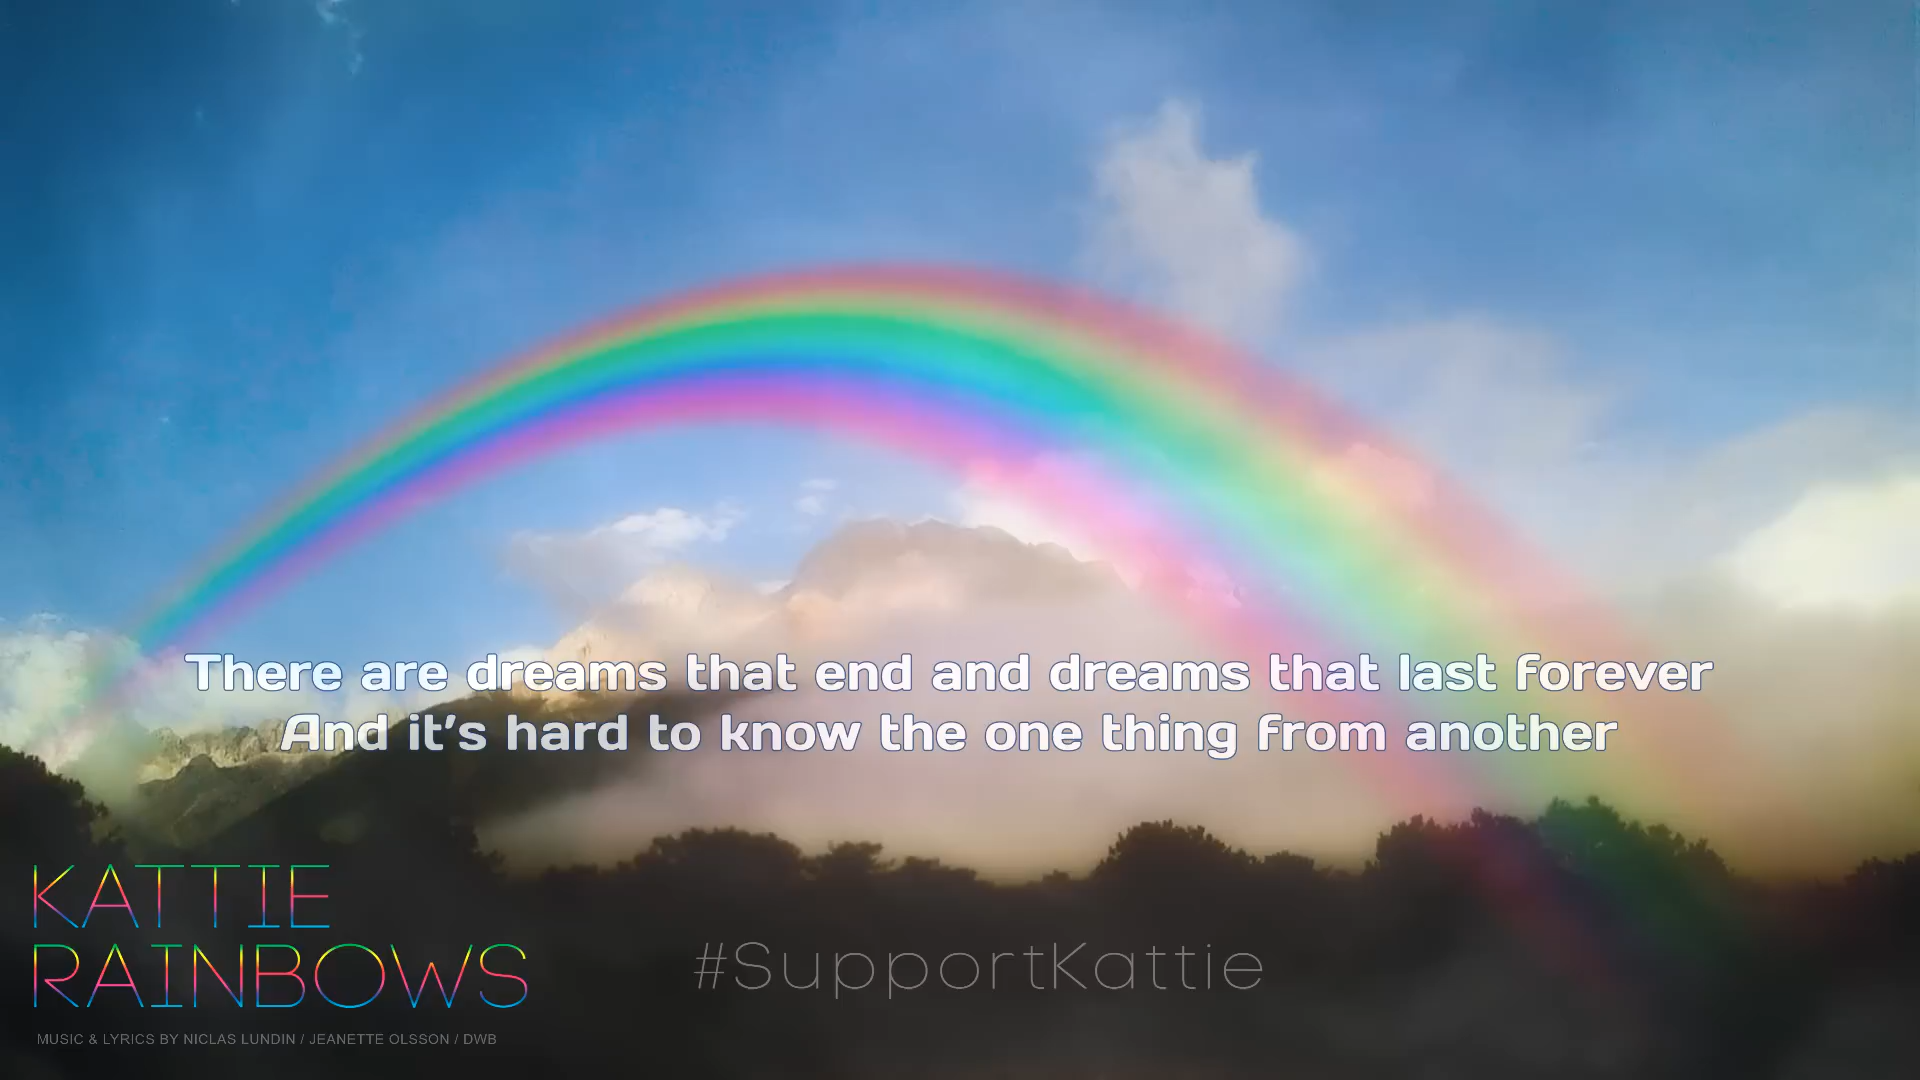 There are dreams that end and dreams that last forever
And it's hard to know the one thing from another
KATTIE
RAINBOWS
#SupportKattie
MUSIC & LYRICS BY NICLAS LUNDIN / JEANETTE OLSSON / DWB